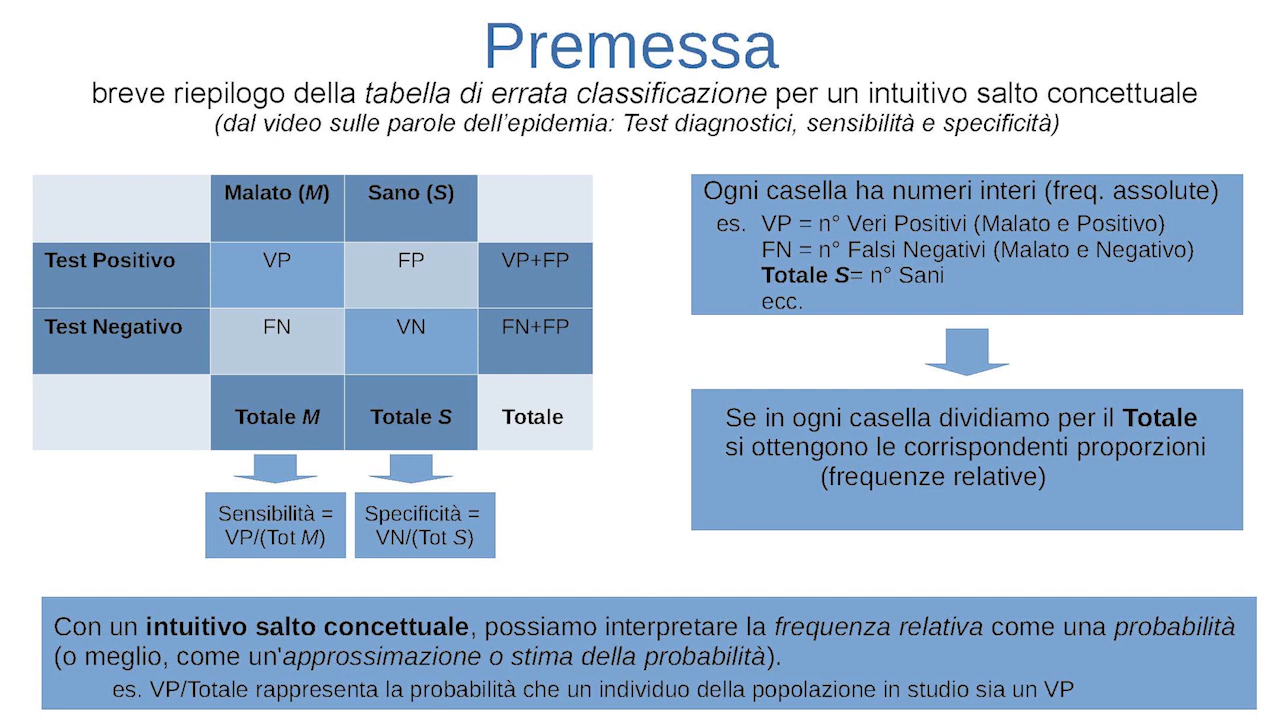 Premessa
breve riepilogo della tabella di errata classificazione per un intuitivo salto concettuale
(dal video sulle parole dell'epidemia: Test diagnostici, sensibilità e specificità)
Malato (M) Sano (S)
Test Positivo VP FP VP+FP
Test Negativo FN VN FN+FP
Totale M Totale S Totale
Sensibilità =
VP/(Tot M)
Specificità =
VN/(Tot S)
Ogni casella ha numeri interi (freq. assolute)
es. VP = n° Veri Positivi (Malato e Positivo)
FN = n° Falsi Negativi (Malato e Negativo)
Totale S= n° Sani
ecc.
Se in ogni casella dividiamo per il Totale
si ottengono le corrispondenti proporzioni
(frequenze relative)
Con un intuitivo salto concettuale, possiamo interpretare la frequenza relativa come una probabilità
(o meglio, come un'approssimazione o stima della probabilità).
es. VP/Totale rappresenta la probabilità che un individuo della popolazione in studio sia un VP